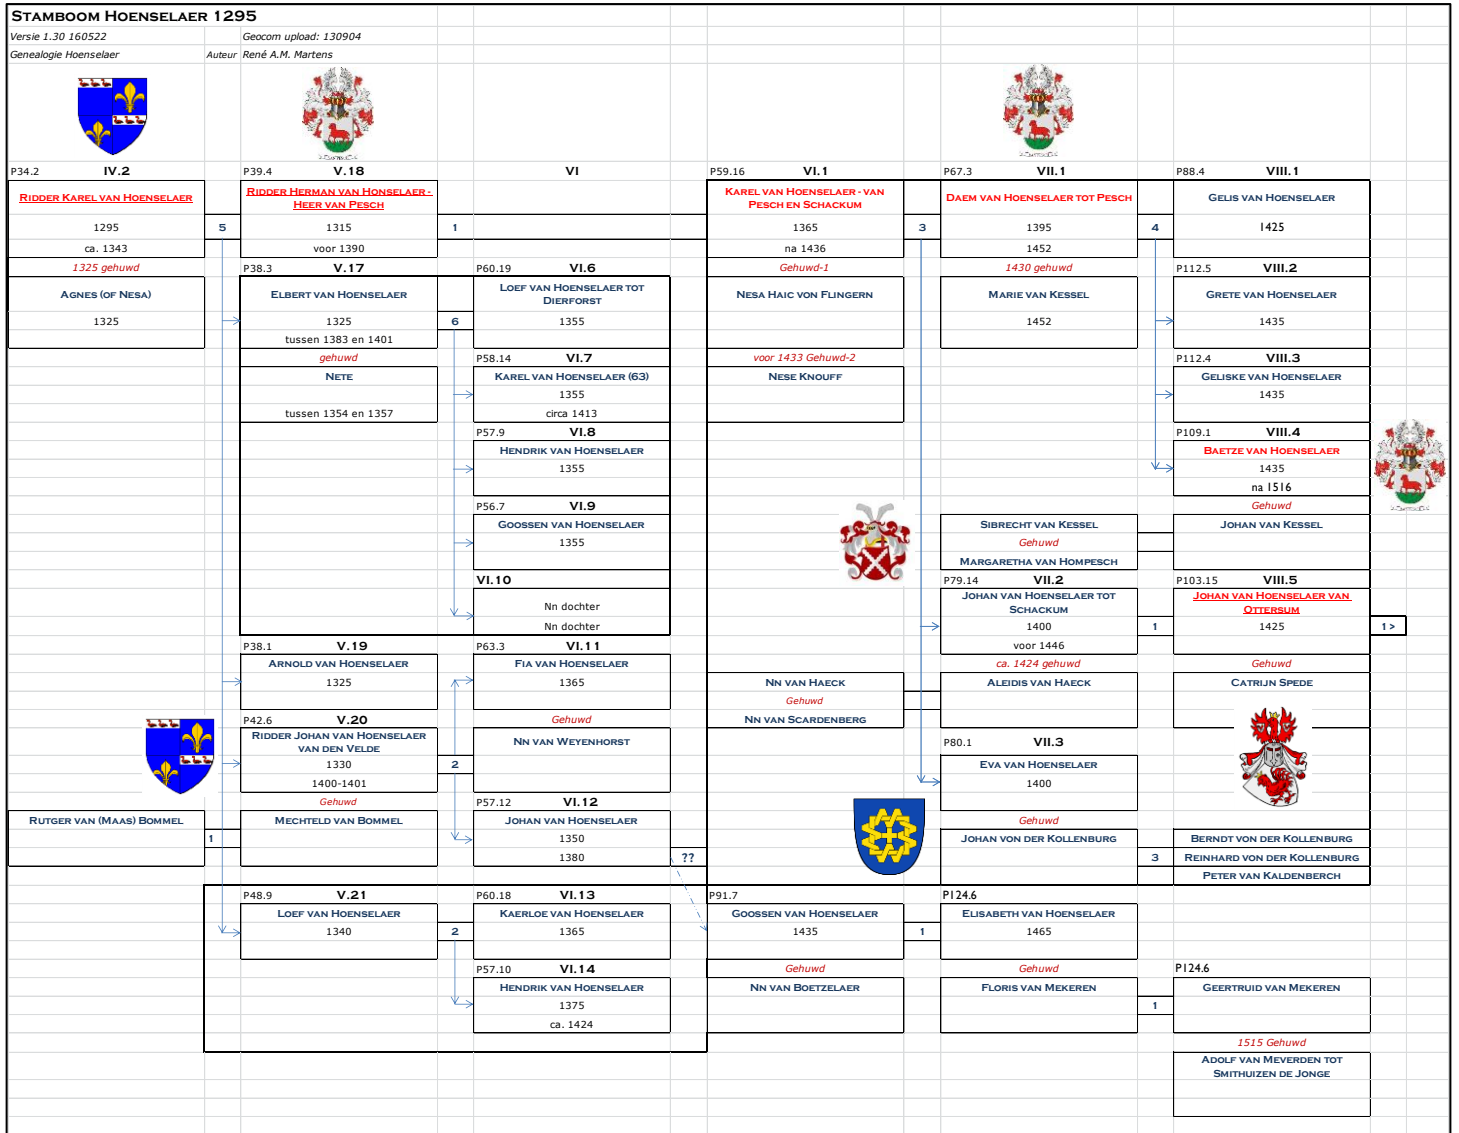 STAMBOOM HOENSELAER 1295
Versie 1.30 160522 Geocom upload: 130904
Genealogie Hoenselaer Auteur René A.M. Martens
P34.2 IV.2 P39.4 V.18 VI P59.16 VI.1 P67.3 VII.1 P88.4 VIII.1
RIDDER KAREL VAN HOENSELAER
1295
ca. 1343
1325 gehuwd
AGNES (OF NESA)
1325
5
RIDDER HERMAN VAN HONSELAER -
HEER VAN PESCH
1315
voor 1390
1
KAREL VAN HOENSELAER - VAN
PESCH EN SCHACKUM
1365
na 1436
Gehuwd-1
NESA HAIC VON FLINGERN
voor 1433 Gehuwd-2
NESE KNOUFF
3
DAEM VAN HOENSELAER TOT PESCH
1395
1452
1430 gehuwd
MARIE VAN KESSEL
1452
4
GELIS VAN HOENSELAER
1425
P112.5 VIII.2
GRETE VAN HOENSELAER
1435
P112.4 VIII.3
GELISKE VAN HOENSELAER
1435
P109.1 VIII.4
BAETZE VAN HOENSELAER
1435
na 1516
Gehuwd
JOHAN VAN KESSEL
SIBRECHT VAN KESSEL
Gehuwd
MARGARETHA VAN HOMPESCH
P38.3 V.17
ELBERT VAN HOENSELAER
1325
tussen 1383 en 1401
gehuwd
NETE
tussen 1354 en 1357
6
P60.19 VI.6
LOEF VAN HOENSELAER TOT
DIERFORST
1355
P58.14 VI.7
KAREL VAN HOENSELAER (63)
1355
circa 1413
P57.9 VI.8
HENDRIK VAN HOENSELAER
1355
P56.7 VI.9
GOOSSEN VAN HOENSELAER
1355
VI.10
Nn dochter
Nn dochter
P79.14 VII.2
JOHAN VAN HOENSELAER TOT
SCHACKUM
1400
voor 1446
ca. 1424 gehuwd
ALEIDIS VAN HAECK
1
P103.15 VIII.5
JOHAN VAN HOENSELAER VAN
OTTERSUM
1425
1 >
Gehuwd
CATRIJN SPEDE
NN VAN HAECK
Gehuwd
NN VAN SCARDENBERG
P38.1 V.19
ARNOLD VAN HOENSELAER
1325
P63.3 VI.11
FIA VAN HOENSELAER
1365
Gehuwd
NN VAN WEYENHORST
P42.6 V.20
RIDDER JOHAN VAN HOENSELAER
VAN DEN VELDE
1330
1400-1401
2
Gehuwd
MECHTELD VAN BOMMEL
RUTGER VAN (MAAS) BOMMEL
1
P57.12 VI.12
JOHAN VAN HOENSELAER
1350
1380
??
P80.1 VII.3
EVA VAN HOENSELAER
1400
Gehuwd
JOHAN VON DER KOLLENBURG
3
BERNDT VON DER KOLLENBURG
REINHARD VON DER KOLLENBURG
PETER VAN KALDENBERCH
P48.9 V.21
LOEF VAN HOENSELAER
1340
2
P60.18 VI.13
KAERLOE VAN HOENSELAER
1365
P57.10 VI.14
HENDRIK VAN HOENSELAER
1375
ca. 1424
P91.7
GOOSSEN VAN HOENSELAER
1435
1
Gehuwd
NN VAN BOETZELAER
P124.6
ELISABETH VAN HOENSELAER
1465
Gehuwd
FLORIS VAN MEKEREN
1
P124.6
GEERTRUID VAN MEKEREN
1515 Gehuwd
ADOLF VAN MEVERDEN TOT
SMITHUIZEN DE JONGE